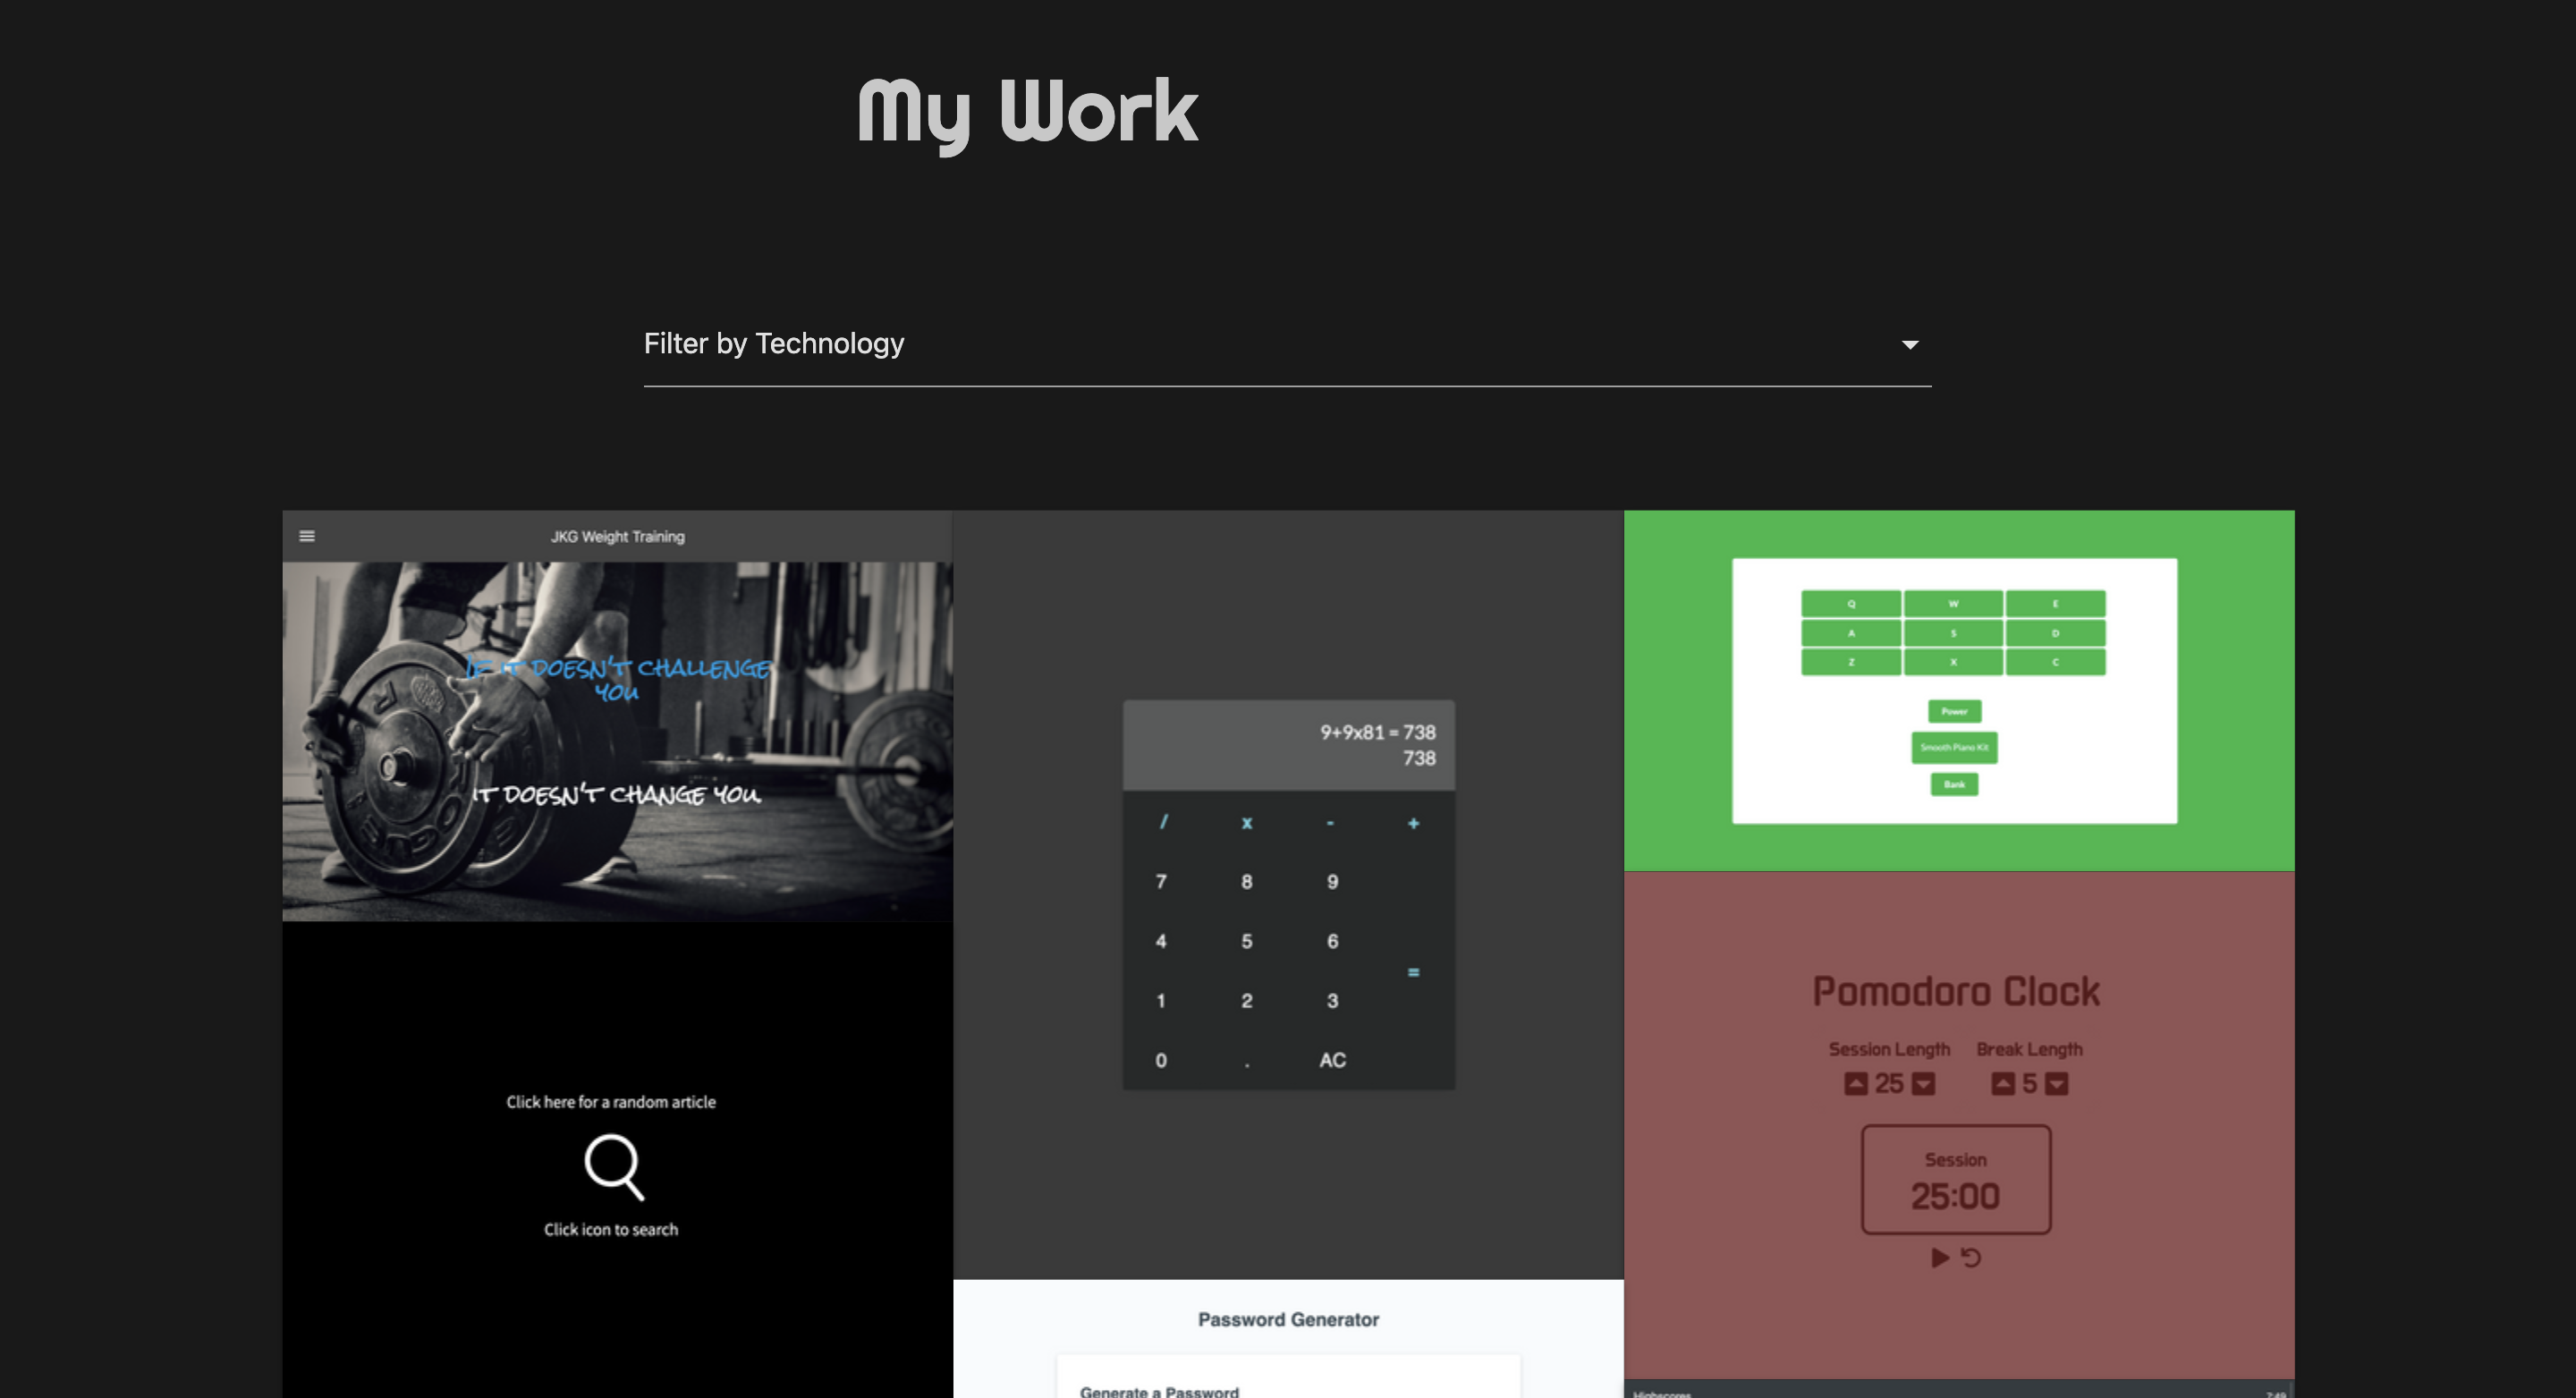 My Work
Filter by Technology
JKG Weight Training
IF IT DOESN'T CHALLENGE
YOU
IT DOESN'T CHANGE YOU
Click here for a random article
Click icon to search
9+9x81 = 738
738
/ x - +
7 8 9
4 5 6
=
1 2 3
0 . AC
Password Generator
Generate a Password
Q W E
A S D
Z X C
Power
Smooth Piano Kit
Bank
Pomodoro Clock
Session Length Break Length
25 5
Session
25:00
Highscores 7:49